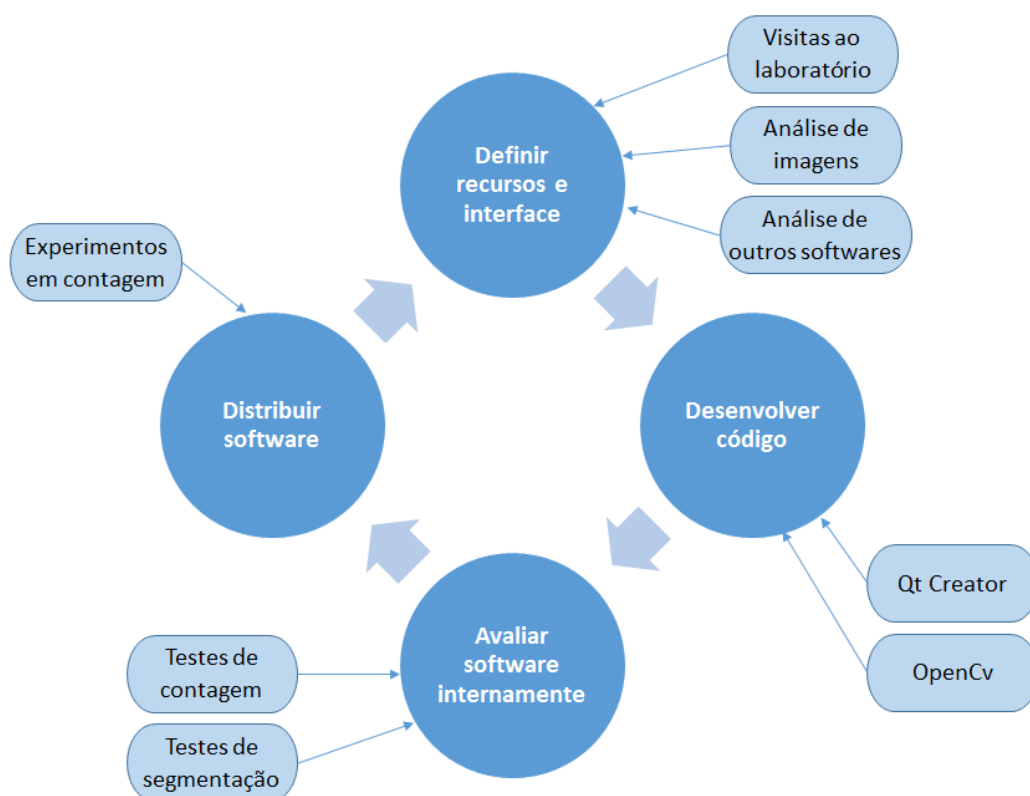 Visitas ao
laboratório
Análise de
imagens
Análise de
outros softwares
Definir
recursos e
interface
Experimentos
em contagem
Distribuir
software
Desenvolver
código
Qt Creator
OpenCv
Avaliar
software
internamente
Testes de
contagem
Testes de
segmentação